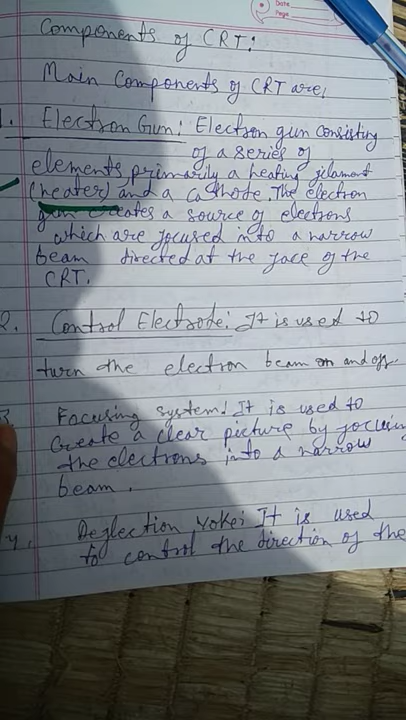 Date
Page
Components of CRT:
Main Components of CRT are,
1. Electron Gun: Electron gun consisting
of a series of
elements, primarily a heating filament
(heater) and a cathode. The electron
gun creates a source of electrons
which are focused into a narrow
beam directed at the face of the
CRT.
2. Control Electrode: It is used to
turn the electron beam on and off.
3 Focusing system: It is used to
Create a clear picture by focusing
the electrons into a narrow
beam.
4. Deflection yoke: It is used
to control the direction of the